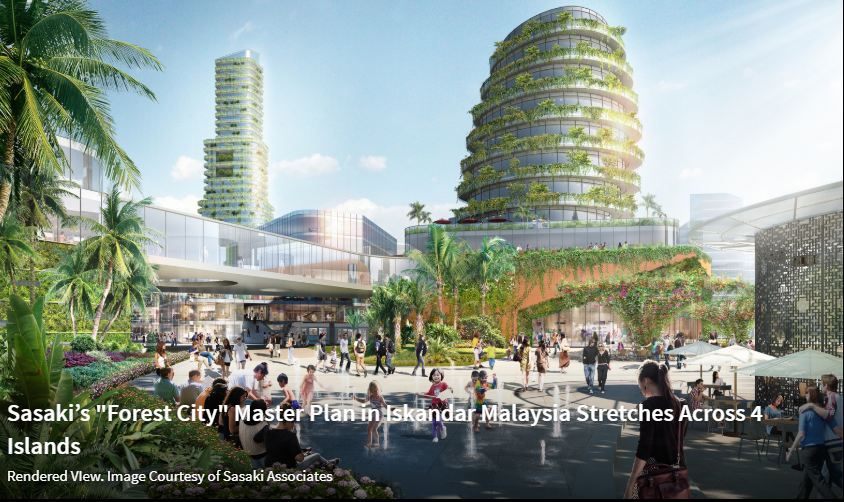 Sasaki’s "Forest City" Master Plan in Iskandar Malaysia Stretches Across 4
Islands
Rendered VIew. Image Courtesy of Sasaki Associates